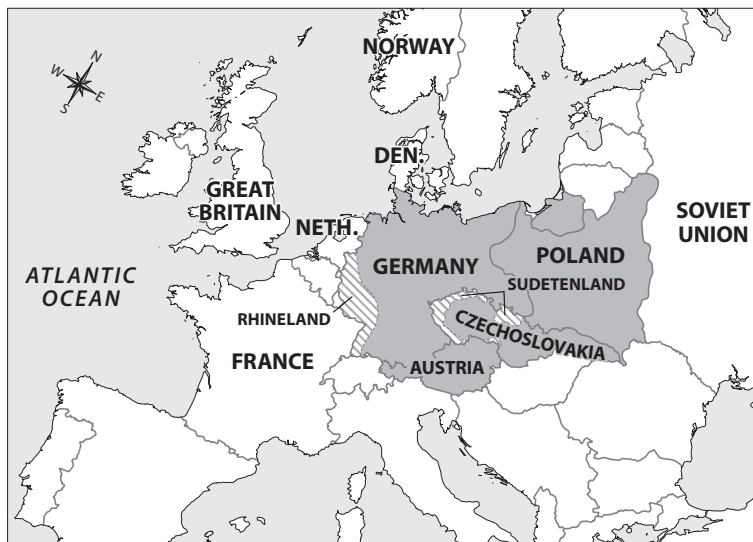 NORWAY
N
W
E
S
DEN.
GREAT
BRITAIN
NETH.
SOVIET
UNION
POLAND
GERMANY
SUDETENLAND
ATLANTIC
OCEAN
RHINELAND
CZECHOSLOVAKIA
FRANCE
AUSTRIA